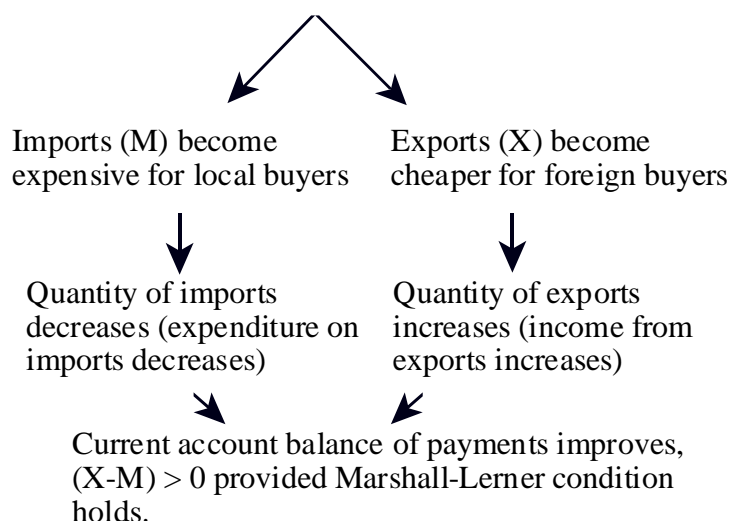 Imports (M) become
expensive for local buyers
Exports (X) become
cheaper for foreign buyers
Quantity of imports
decreases (expenditure on
imports decreases)
Quantity of exports
increases (income from
exports increases)
Current account balance of payments improves,
(X-M) > 0 provided Marshall-Lerner condition
holds.